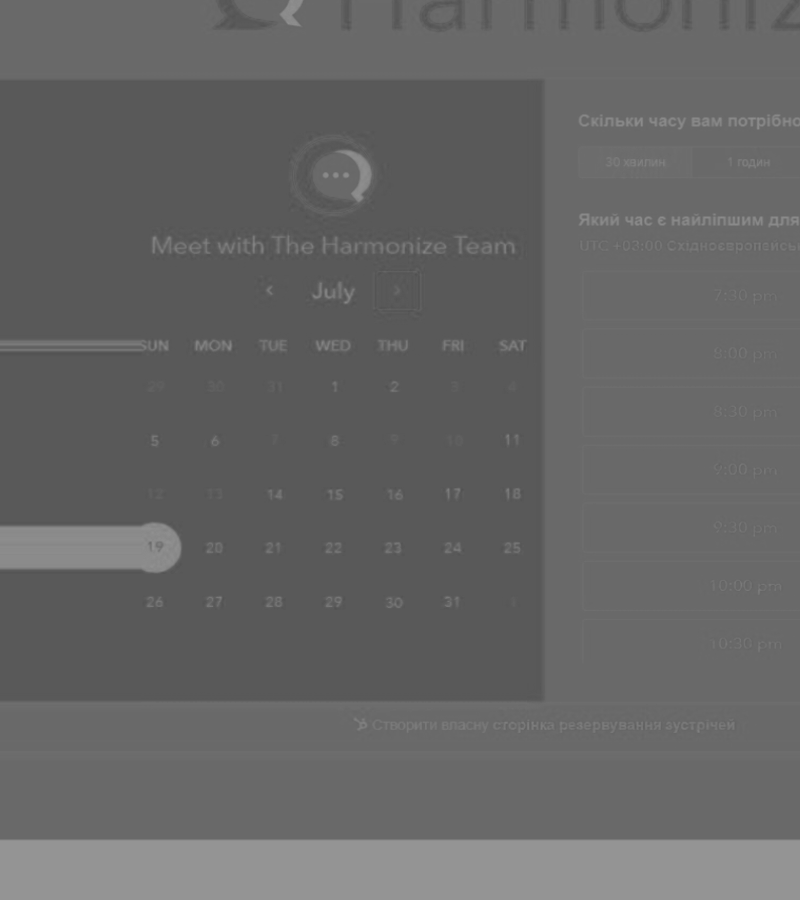 Harmoniz
Скільки часу вам потрібно
30 хвилин 1 годин
Meet with The Harmonize Team
Який час є найліпшим для
UTC +03:00 Східноєвропейськ
July
7:30 pm
SUN MON TUE WED THU FRI SAT
8:00 pm
29 30 31 1 2 3 4
8:30 pm
5 6 7 8 9 10 11
9:00 pm
12 13 14 15 16 17 18
9:30 pm
19 20 21 22 23 24 25
10:00 pm
26 27 28 29 30 31 1
10:30 pm
Створити власну сторінка резервування зустрічей